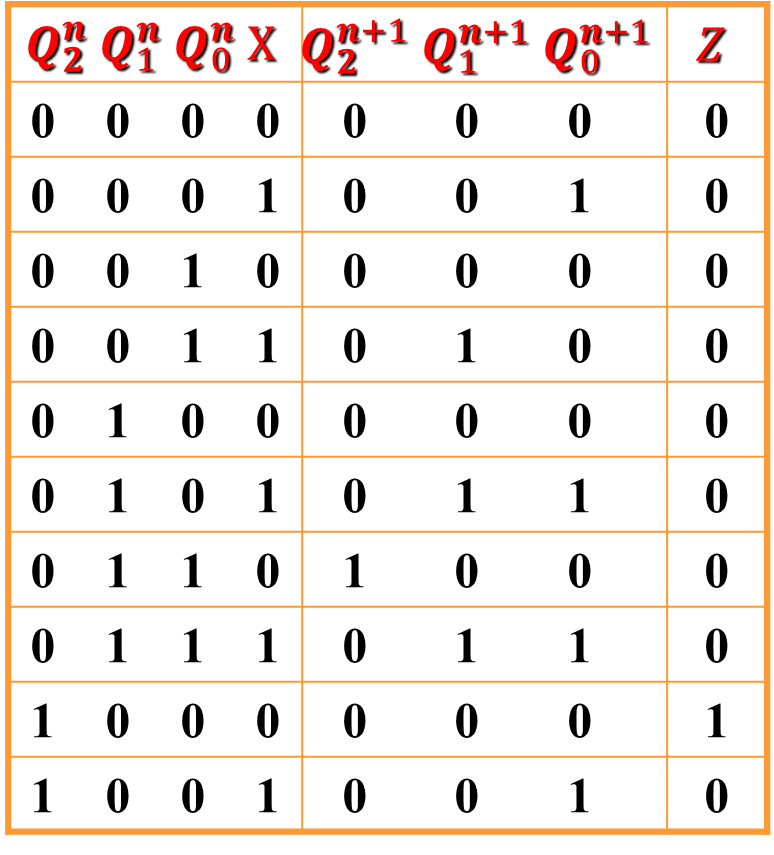 Q₂ⁿ Q₁ⁿ Q₀ⁿ X Q₂ⁿ⁺¹ Q₁ⁿ⁺¹ Q₀ⁿ⁺¹ Z
0 0 0 0 0 0 0 0
0 0 0 1 0 0 1 0
0 0 1 0 0 0 0 0
0 0 1 1 0 1 0 0
0 1 0 0 0 0 0 0
0 1 0 1 0 1 1 0
0 1 1 0 1 0 0 0
0 1 1 1 0 1 1 0
1 0 0 0 0 0 0 1
1 0 0 1 0 0 1 0